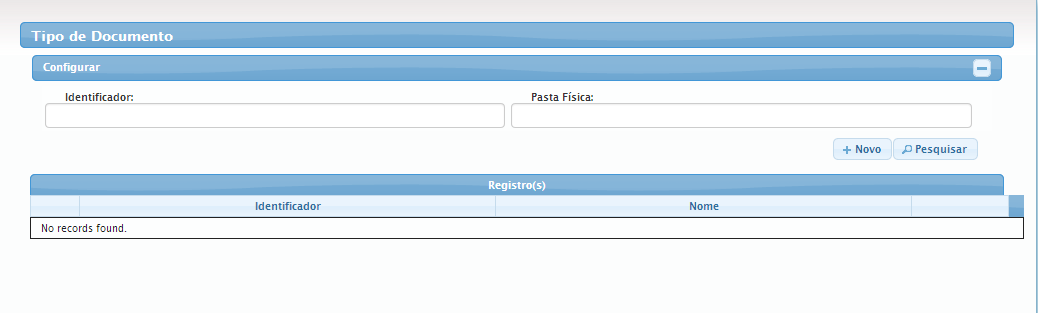 Tipo de Documento
Configurar
Identificador: Pasta Física:
Novo Pesquisar
Registro(s)
Identificador Nome
No records found.